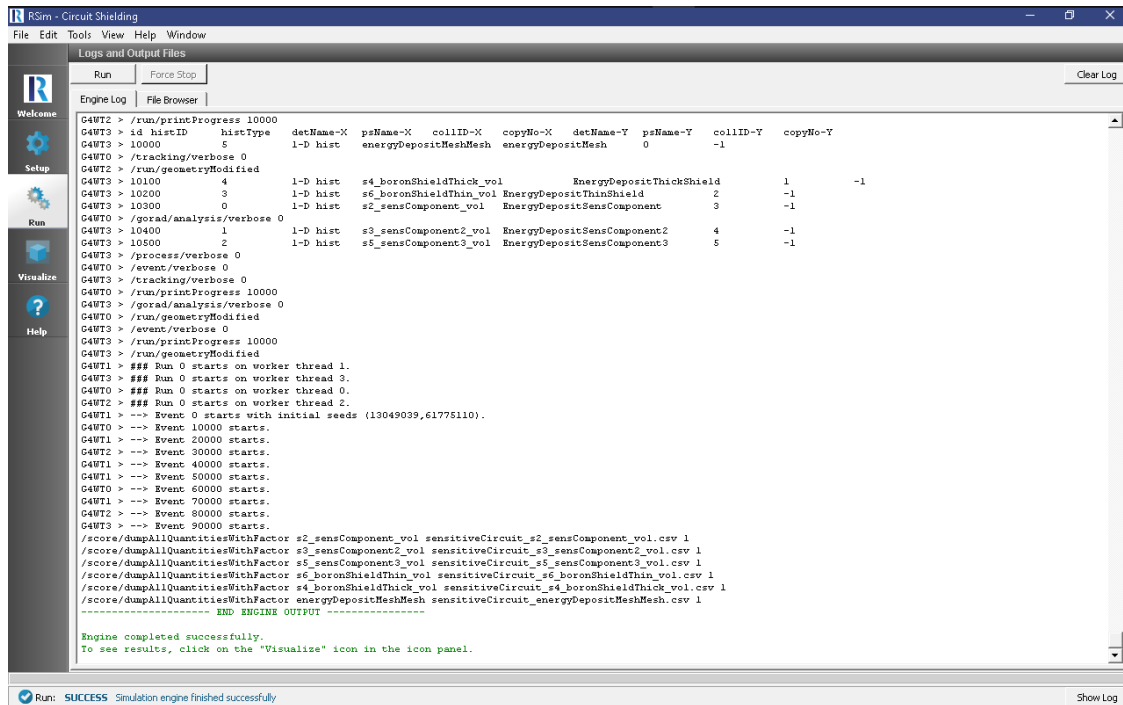 RSim - Circuit Shielding
File Edit Tools View Help Window
Logs and Output Files
Run Force Stop Clear Log
Engine Log File Browser
Welcome
Setup
Run
Visualize
Help
G4WT2 > /run/printProgress 10000
G4WT3 > id histID histType detName-X psName-X collID-X copyNo-X detName-Y psName-Y collID-Y copyNo-Y
G4WT3 > 10000 5 1-D hist energyDepositMeshMesh energyDepositMesh 0 -1
G4WT0 > /tracking/verbose 0
G4WT2 > /run/geometryModified
G4WT3 > 10100 4 1-D hist s4_boronShieldThick_vol EnergyDepositThickShield 1 -1
G4WT3 > 10200 3 1-D hist s6_boronShieldThin_vol EnergyDepositThinShield 2 -1
G4WT3 > 10300 0 1-D hist s2_sensComponent_vol EnergyDepositSensComponent 3 -1
G4WT0 > /gorad/analysis/verbose 0
G4WT3 > 10400 1 1-D hist s3_sensComponent2_vol EnergyDepositSensComponent2 4 -1
G4WT3 > 10500 2 1-D hist s5_sensComponent3_vol EnergyDepositSensComponent3 5 -1
G4WT3 > /process/verbose 0
G4WT0 > /event/verbose 0
G4WT3 > /tracking/verbose 0
G4WT0 > /run/printProgress 10000
G4WT3 > /gorad/analysis/verbose 0
G4WT0 > /run/geometryModified
G4WT3 > /event/verbose 0
G4WT3 > /run/printProgress 10000
G4WT3 > /run/geometryModified
G4WT1 > ### Run 0 starts on worker thread 1.
G4WT3 > ### Run 0 starts on worker thread 3.
G4WT0 > ### Run 0 starts on worker thread 0.
G4WT2 > ### Run 0 starts on worker thread 2.
G4WT1 > --> Event 0 starts with initial seeds (13049039,61775110).
G4WT0 > --> Event 10000 starts.
G4WT1 > --> Event 20000 starts.
G4WT2 > --> Event 30000 starts.
G4WT1 > --> Event 40000 starts.
G4WT1 > --> Event 50000 starts.
G4WT0 > --> Event 60000 starts.
G4WT1 > --> Event 70000 starts.
G4WT2 > --> Event 80000 starts.
G4WT3 > --> Event 90000 starts.
/score/dumpAllQuantitiesWithFactor s2_sensComponent_vol sensitiveCircuit_s2_sensComponent_vol.csv 1
/score/dumpAllQuantitiesWithFactor s3_sensComponent2_vol sensitiveCircuit_s3_sensComponent2_vol.csv 1
/score/dumpAllQuantitiesWithFactor s5_sensComponent3_vol sensitiveCircuit_s5_sensComponent3_vol.csv 1
/score/dumpAllQuantitiesWithFactor s6_boronShieldThin_vol sensitiveCircuit_s6_boronShieldThin_vol.csv 1
/score/dumpAllQuantitiesWithFactor s4_boronShieldThick_vol sensitiveCircuit_s4_boronShieldThick_vol.csv 1
/score/dumpAllQuantitiesWithFactor energyDepositMeshMesh sensitiveCircuit_energyDepositMeshMesh.csv 1
--------------------- END ENGINE OUTPUT ----------------
Engine completed successfully.
To see results, click on the "Visualize" icon in the icon panel.
Run: SUCCESS Simulation engine finished successfully Show Log